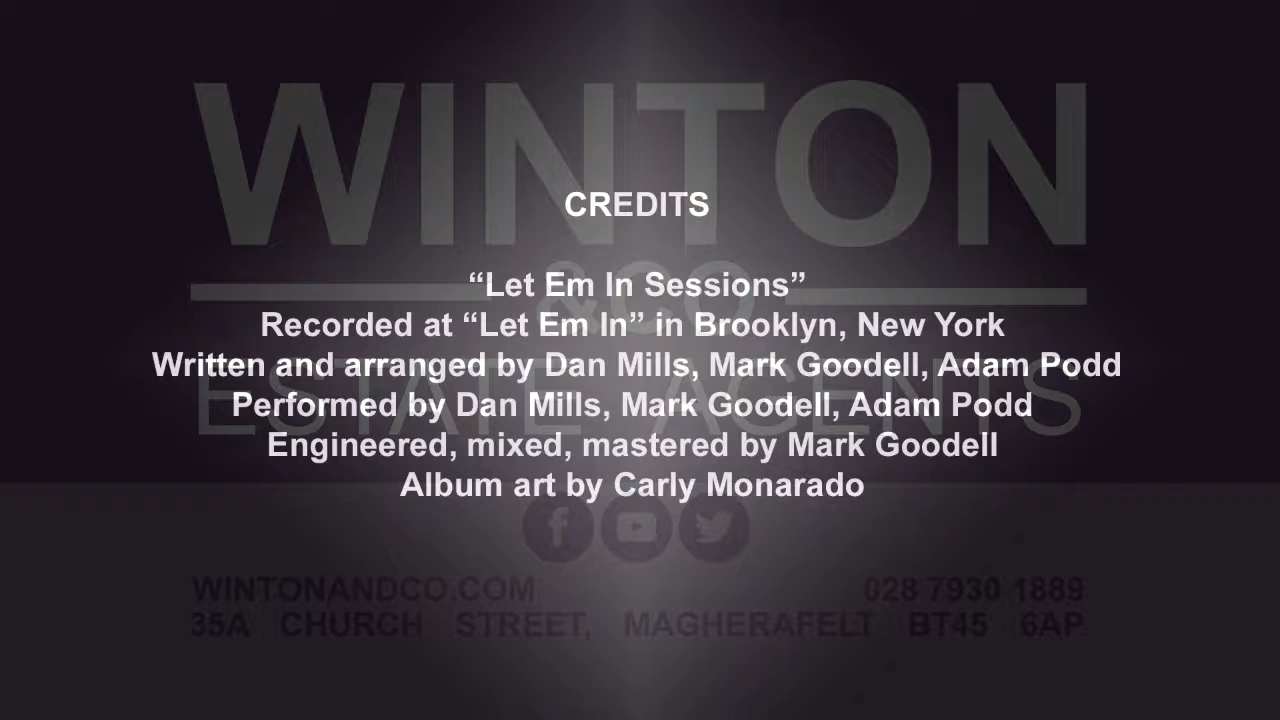 WINTON
CREDITS
& CO
“Let Em In Sessions”
Recorded at “Let Em In” in Brooklyn, New York
Written and arranged by Dan Mills, Mark Goodell, Adam Podd
ESTATE AGENTS
Performed by Dan Mills, Mark Goodell, Adam Podd
Engineered, mixed, mastered by Mark Goodell
Album art by Carly Monarado
WINTONANDCO.COM 028 7930 1889
35A CHURCH STREET, MAGHERAFELT BT45 6AP